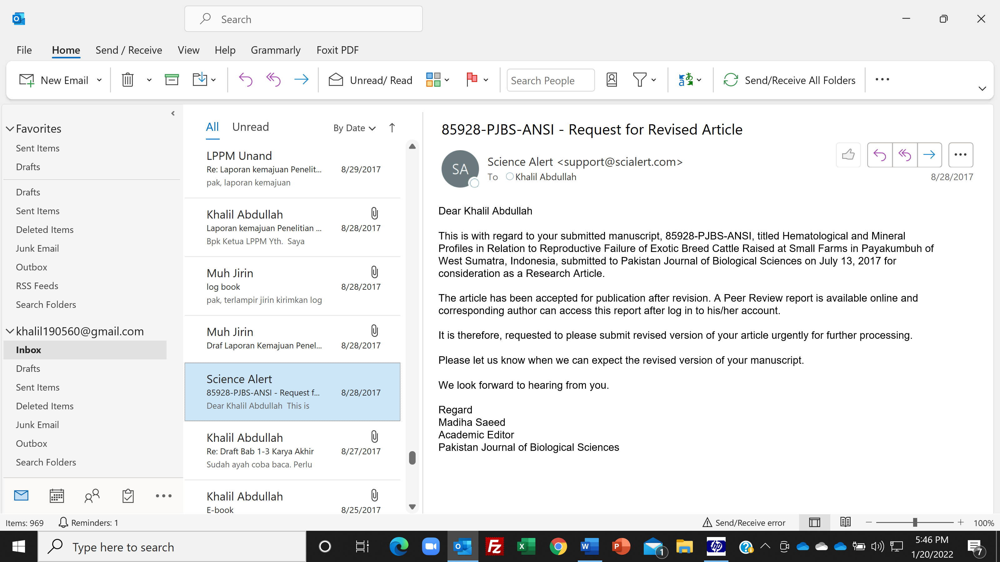 Search
File Home Send / Receive View Help Grammarly Foxit PDF
New Email Unread/ Read Search People Send/Receive All Folders
Favorites
Sent Items
Drafts
Drafts
Sent Items
Deleted Items
Junk Email
Outbox
RSS Feeds
Search Folders
khalil190560@gmail.com
Inbox
Drafts
Sent Items
Deleted Items
Junk Email
Outbox
Search Folders
All Unread By Date
LPPM Unand
Re: Laporan kemajuan Penelit... 8/29/2017
pak, laporan kemajuan
Khalil Abdullah
Laporan kemajuan Penelitian ... 8/28/2017
Bpk Ketua LPPM Yth. Saya
Muh Jirin
log book 8/28/2017
pak, terlampir jirin kirimkan log
Muh Jirin
Draf Laporan Kemajuan Penel... 8/28/2017
Science Alert
85928-PJBS-ANSI - Request f... 8/28/2017
Dear Khalil Abdullah This is
Khalil Abdullah
Re: Draft Bab 1-3 Karya Akhir 8/27/2017
Sudah ayah coba baca. Perlu
Khalil Abdullah
E-book 8/25/2017
85928-PJBS-ANSI - Request for Revised Article
SA
Science Alert <support@scialert.com>
To Khalil Abdullah
8/28/2017
Dear Khalil Abdullah
This is with regard to your submitted manuscript, 85928-PJBS-ANSI, titled Hematological and Mineral
Profiles in Relation to Reproductive Failure of Exotic Breed Cattle Raised at Small Farms in Payakumbuh of
West Sumatra, Indonesia, submitted to Pakistan Journal of Biological Sciences on July 13, 2017 for
consideration as a Research Article.
The article has been accepted for publication after revision. A Peer Review report is available online and
corresponding author can access this report after log in to his/her account.
It is therefore, requested to please submit revised version of your article urgently for further processing.
Please let us know when we can expect the revised version of your manuscript.
We look forward to hearing from you.
Regard
Madiha Saeed
Academic Editor
Pakistan Journal of Biological Sciences
Items: 969 Reminders: 1 Send/Receive error 100%
Type here to search
1
5:46 PM
1/20/2022
7